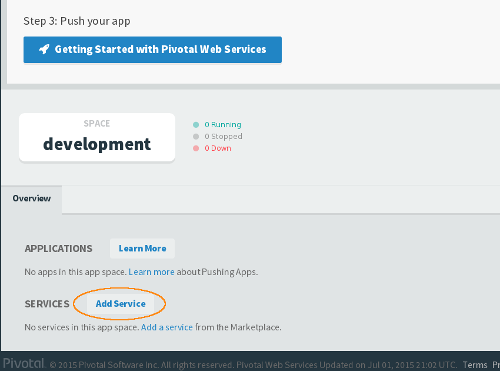 Step 3: Push your app
Getting Started with Pivotal Web Services
SPACE
development
0 Running
0 Stopped
0 Down
Overview
APPLICATIONS Learn More
No apps in this app space. Learn more about Pushing Apps.
SERVICES Add Service
No services in this app space. Add a service from the Marketplace.
Pivotal © 2015 Pivotal Software Inc. All rights reserved. Pivotal Web Services Updated on Jul 01, 2015 21:02 UTC. Terms Pr